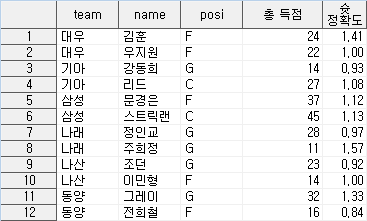 team name posi 총 득점 슛 정확도
1 대우 김훈 F 24 1.41
2 대우 우지원 F 22 1.00
3 기아 강동희 G 14 0.93
4 기아 리드 C 27 1.08
5 삼성 문경은 F 37 1.12
6 삼성 스트릭랜 C 45 1.13
7 나래 정인교 G 28 0.97
8 나래 주희정 G 11 1.57
9 나산 조던 G 23 0.92
10 나산 이민형 F 14 1.00
11 동양 그레이 G 32 1.33
12 동양 전희철 F 16 0.84